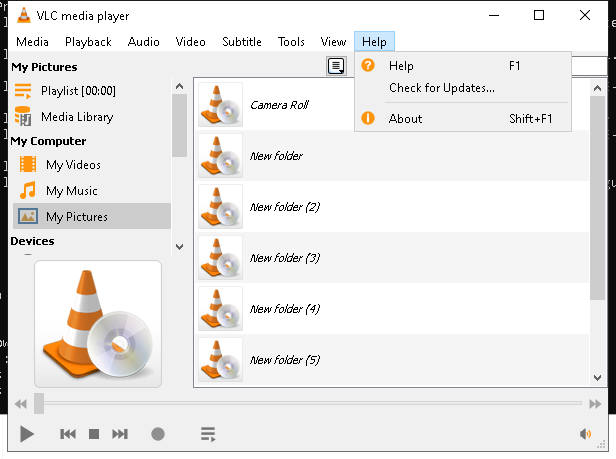 VLC media player
Media Playback Audio Video Subtitle Tools View Help
My Pictures
Playlist [00:00]
Media Library
My Computer
My Videos
My Music
My Pictures
Devices
Help F1
Check for Updates...
About Shift+F1
Camera Roll
New folder
New folder (2)
New folder (3)
New folder (4)
New folder (5)